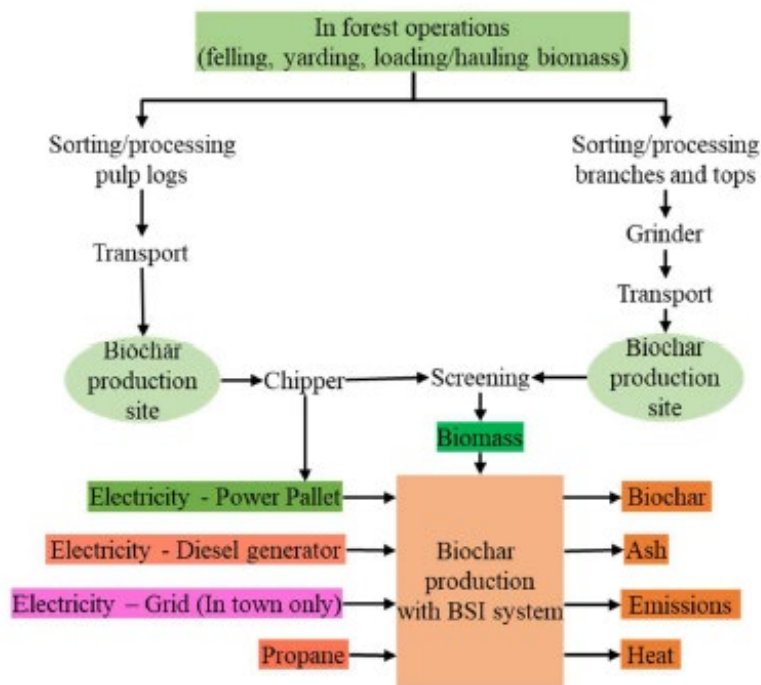 In forest operations
(felling, yarding, loading/hauling biomass)
Sorting/processing
pulp logs
Sorting/processing
branches and tops
Transport
Grinder
Transport
Biochar
production
site
Chipper
Screening
Biochar
production
site
Biomass
Electricity - Power Pallet
Electricity - Diesel generator
Electricity – Grid (In town only)
Propane
Biochar
production
with BSI system
Biochar
Ash
Emissions
Heat